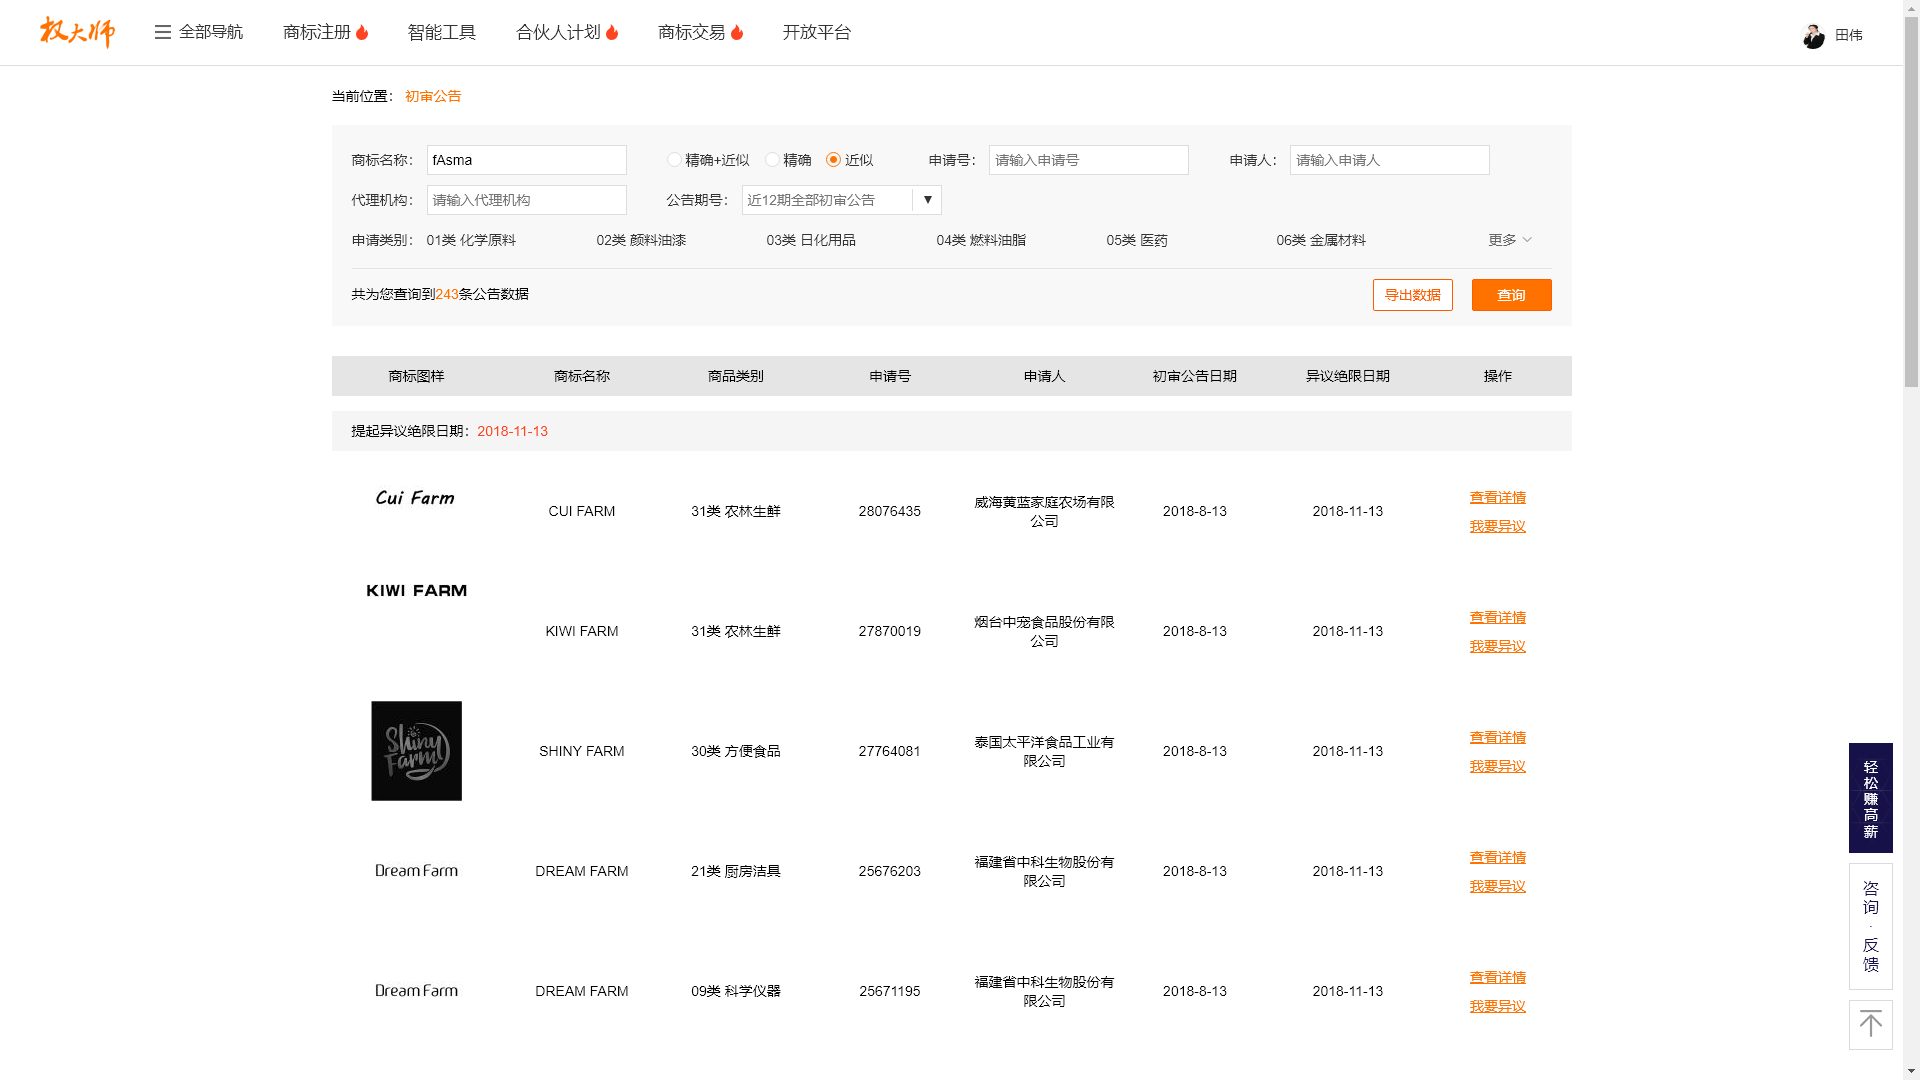 权大师 全部导航 商标注册 智能工具 合伙人计划 商标交易 开放平台 田伟
当前位置： 初审公告
商标名称： fAsma 精确+近似 精确 近似 申请号： 请输入申请号 申请人： 请输入申请人
代理机构： 请输入代理机构 公告期号： 近12期全部初审公告 ▼
申请类别： 01类 化学原料 02类 颜料油漆 03类 日化用品 04类 燃料油脂 05类 医药 06类 金属材料 更多
共为您查询到243条公告数据 导出数据 查询
商标图样 商标名称 商品类别 申请号 申请人 初审公告日期 异议绝限日期 操作
提起异议绝限日期：2018-11-13
Cui Farm CUI FARM 31类 农林生鲜 28076435 威海黄蓝家庭农场有限 2018-8-13 2018-11-13 查看详情
公司 我要异议
KIWI FARM KIWI FARM 31类 农林生鲜 27870019 烟台中宠食品股份有限 2018-8-13 2018-11-13 查看详情
公司 我要异议
Shiny SHINY FARM 30类 方便食品 27764081 泰国太平洋食品工业有 2018-8-13 2018-11-13 查看详情
Farm 限公司 我要异议
Dream Farm DREAM FARM 21类 厨房洁具 25676203 福建省中科生物股份有 2018-8-13 2018-11-13 查看详情
限公司 我要异议
Dream Farm DREAM FARM 09类 科学仪器 25671195 福建省中科生物股份有 2018-8-13 2018-11-13 查看详情
限公司 我要异议
轻松赚高薪
咨询·反馈